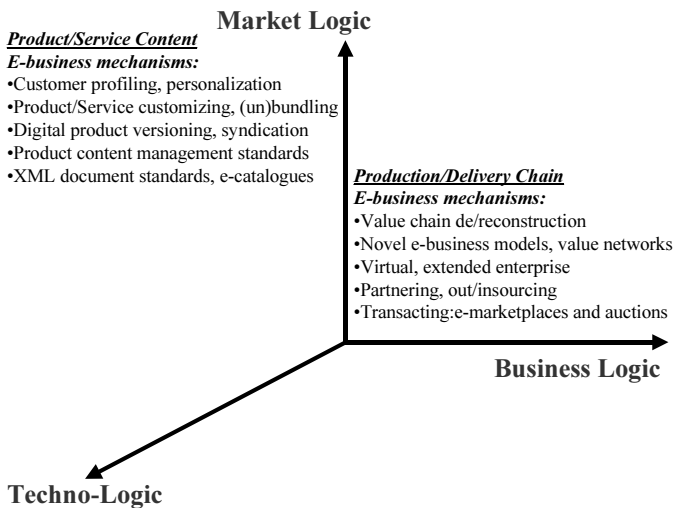 Market Logic
Product/Service Content
E-business mechanisms:
•Customer profiling, personalization
•Product/Service customizing, (un)bundling
•Digital product versioning, syndication
•Product content management standards
•XML document standards, e-catalogues
Production/Delivery Chain
E-business mechanisms:
•Value chain de/reconstruction
•Novel e-business models, value networks
•Virtual, extended enterprise
•Partnering, out/insourcing
•Transacting:e-marketplaces and auctions
Business Logic
Techno-Logic